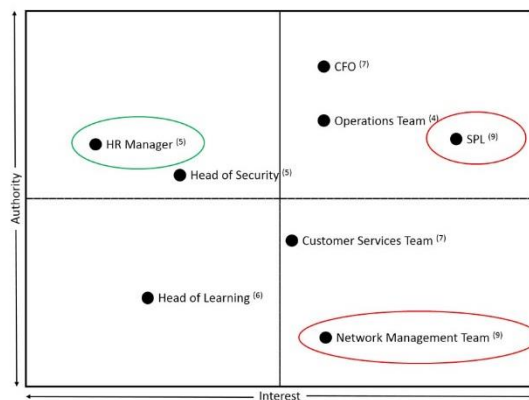 CFO (7)
Operations Team (4)
SPL (9)
HR Manager (5)
Head of Security (5)
Authority
Customer Services Team (7)
Head of Learning (6)
Network Management Team (9)
Interest